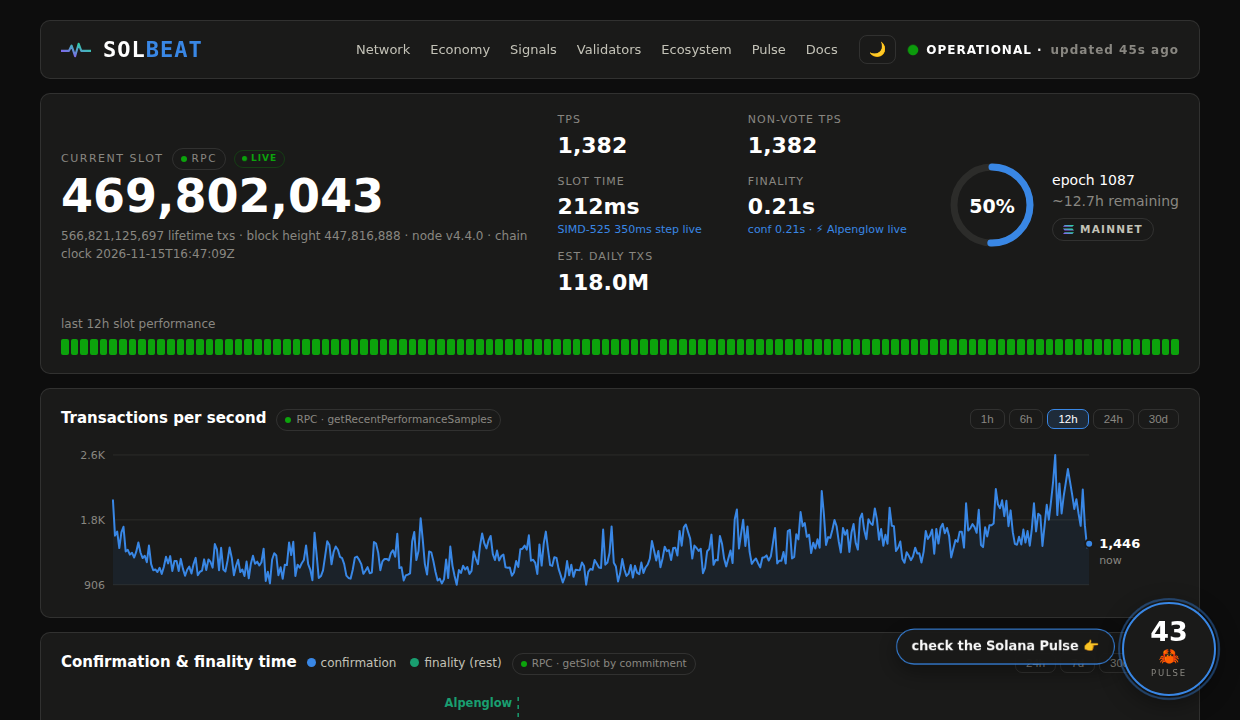 SOLBEAT
Network Economy Signals Validators Ecosystem Pulse Docs
OPERATIONAL · updated 45s ago
CURRENT SLOT RPC LIVE
469,802,043
566,821,125,697 lifetime txs · block height 447,816,888 · node v4.4.0 · chain
clock 2026-11-15T16:47:09Z
TPS
1,382
NON-VOTE TPS
1,382
SLOT TIME
212ms
SIMD-525 350ms step live
FINALITY
0.21s
conf 0.21s · ⚡ Alpenglow live
EST. DAILY TXS
118.0M
50%
epoch 1087
~12.7h remaining
MAINNET
last 12h slot performance
Transactions per second RPC · getRecentPerformanceSamples
1h 6h 12h 24h 30d
2.6K
1.8K
906
1,446
now
Confirmation & finality time confirmation finality (rest) RPC · getSlot by commitment
Alpenglow
check the Solana Pulse 👉
43
🦀
PULSE